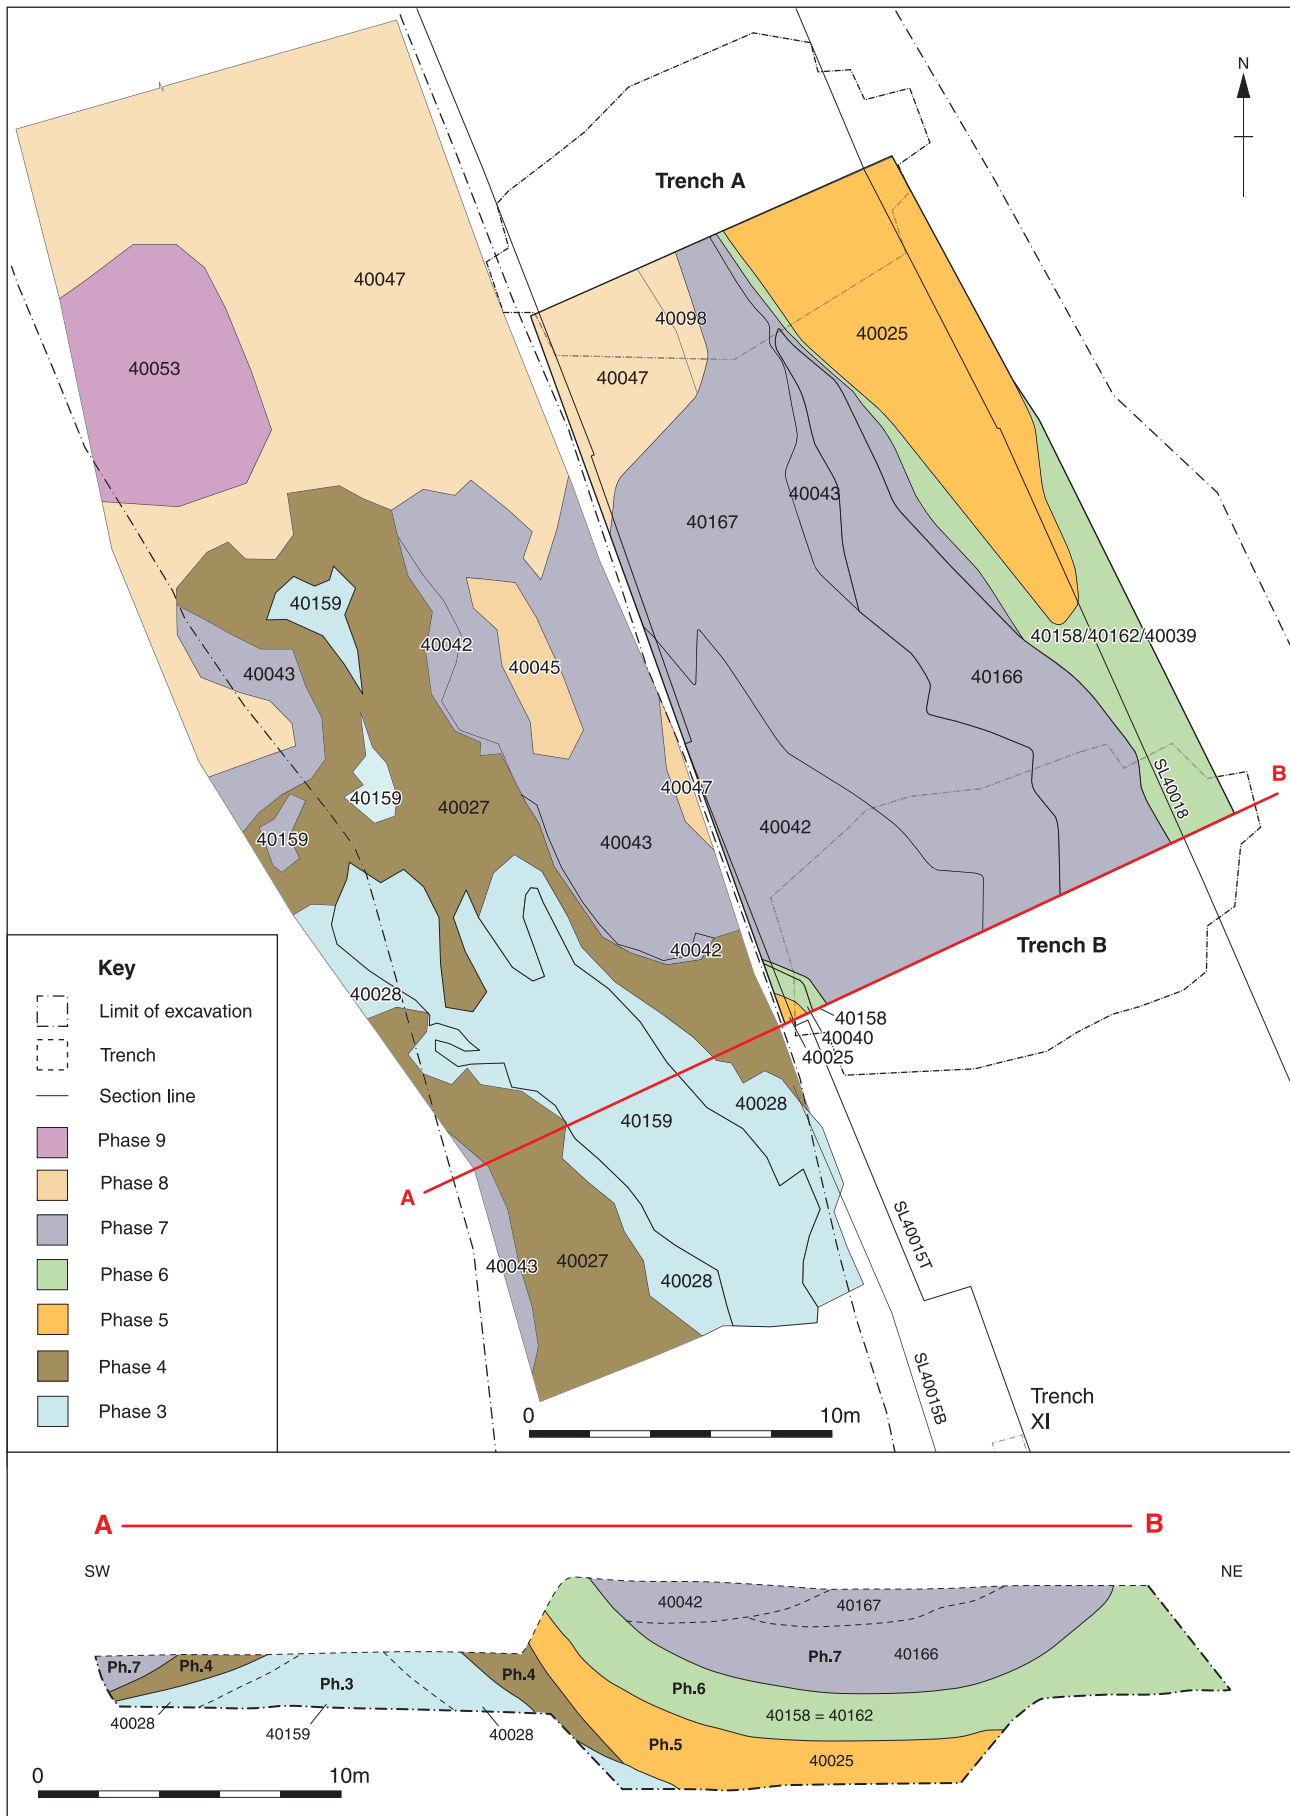 N
Trench A
40047
40098
40025
40053
40047
40043
40167
40159
40158/40162/40039
40042
40043
40045
40166
SL40018
B
40047
40159
40027
40042
40159
40043
Trench B
40042
40028
40158
40040
40025
40028
40159
A
SL40015T
40043
40027
40028
SL40015B
Trench
XI
0 10m
Key
Limit of excavation
Trench
Section line
Phase 9
Phase 8
Phase 7
Phase 6
Phase 5
Phase 4
Phase 3
A B
SW NE
40042
40167
Ph.7
40166
Ph.7
Ph.4
Ph.3
Ph.4
Ph.6
40158 = 40162
40028
40159
40028
Ph.5
40025
0 10m